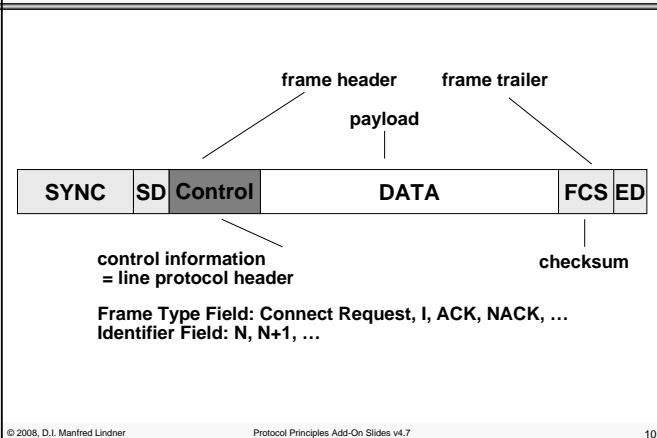 frame header frame trailer
payload
SYNC SD Control DATA FCS ED
control information
= line protocol header
checksum
Frame Type Field: Connect Request, I, ACK, NACK, …
Identifier Field: N, N+1, …
© 2008, D.I. Manfred Lindner Protocol Principles Add-On Slides v4.7 10